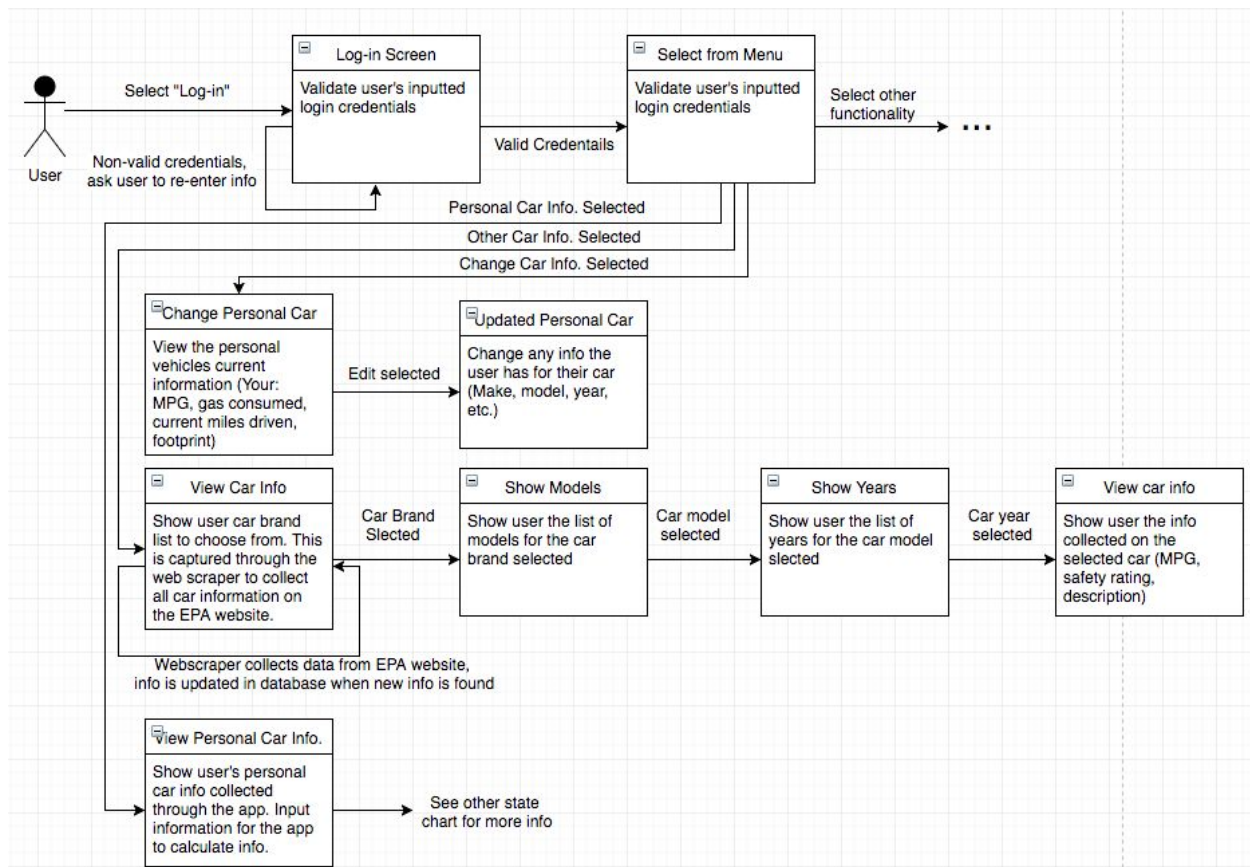 Log-in Screen
Validate user's inputted
login credentials
Select from Menu
Validate user's inputted
login credentials
Select "Log-in"
User
Non-valid credentials,
ask user to re-enter info
Valid Credentails
Select other
functionality
...
Personal Car Info. Selected
Other Car Info. Selected
Change Car Info. Selected
Change Personal Car
View the personal
vehicles current
information (Your:
MPG, gas consumed,
current miles driven,
footprint)
Edit selected
Updated Personal Car
Change any info the
user has for their car
(Make, model, year,
etc.)
View Car Info
Show user car brand
list to choose from. This
is captured through the
web scraper to collect
all car information on
the EPA website.
Car Brand
Slected
Show Models
Show user the list of
models for the car
brand selected
Car model
selected
Show Years
Show user the list of
years for the car model
slected
Car year
selected
View car info
Show user the info
collected on the
selected car (MPG,
safety rating,
description)
Webscraper collects data from EPA website,
info is updated in database when new info is found
View Personal Car Info.
Show user's personal
car info collected
through the app. Input
information for the app
to calculate info.
See other state
chart for more info